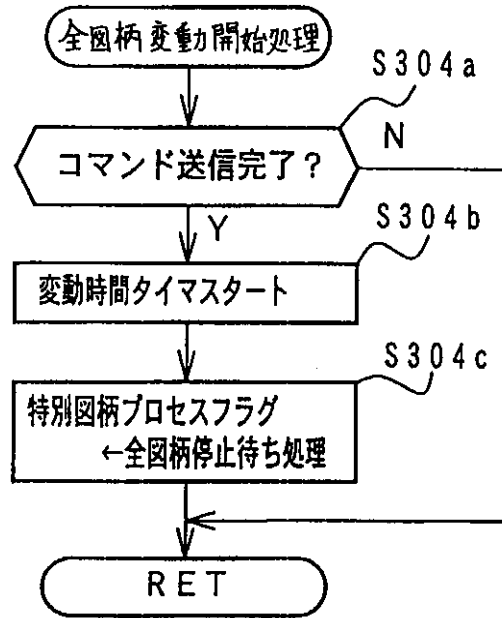 全図柄変動開始処理
S304a
コマンド送信完了？
N
Y
S304b
変動時間タイマスタート
S304c
特別図柄プロセスフラグ
←全図柄停止待ち処理
RET